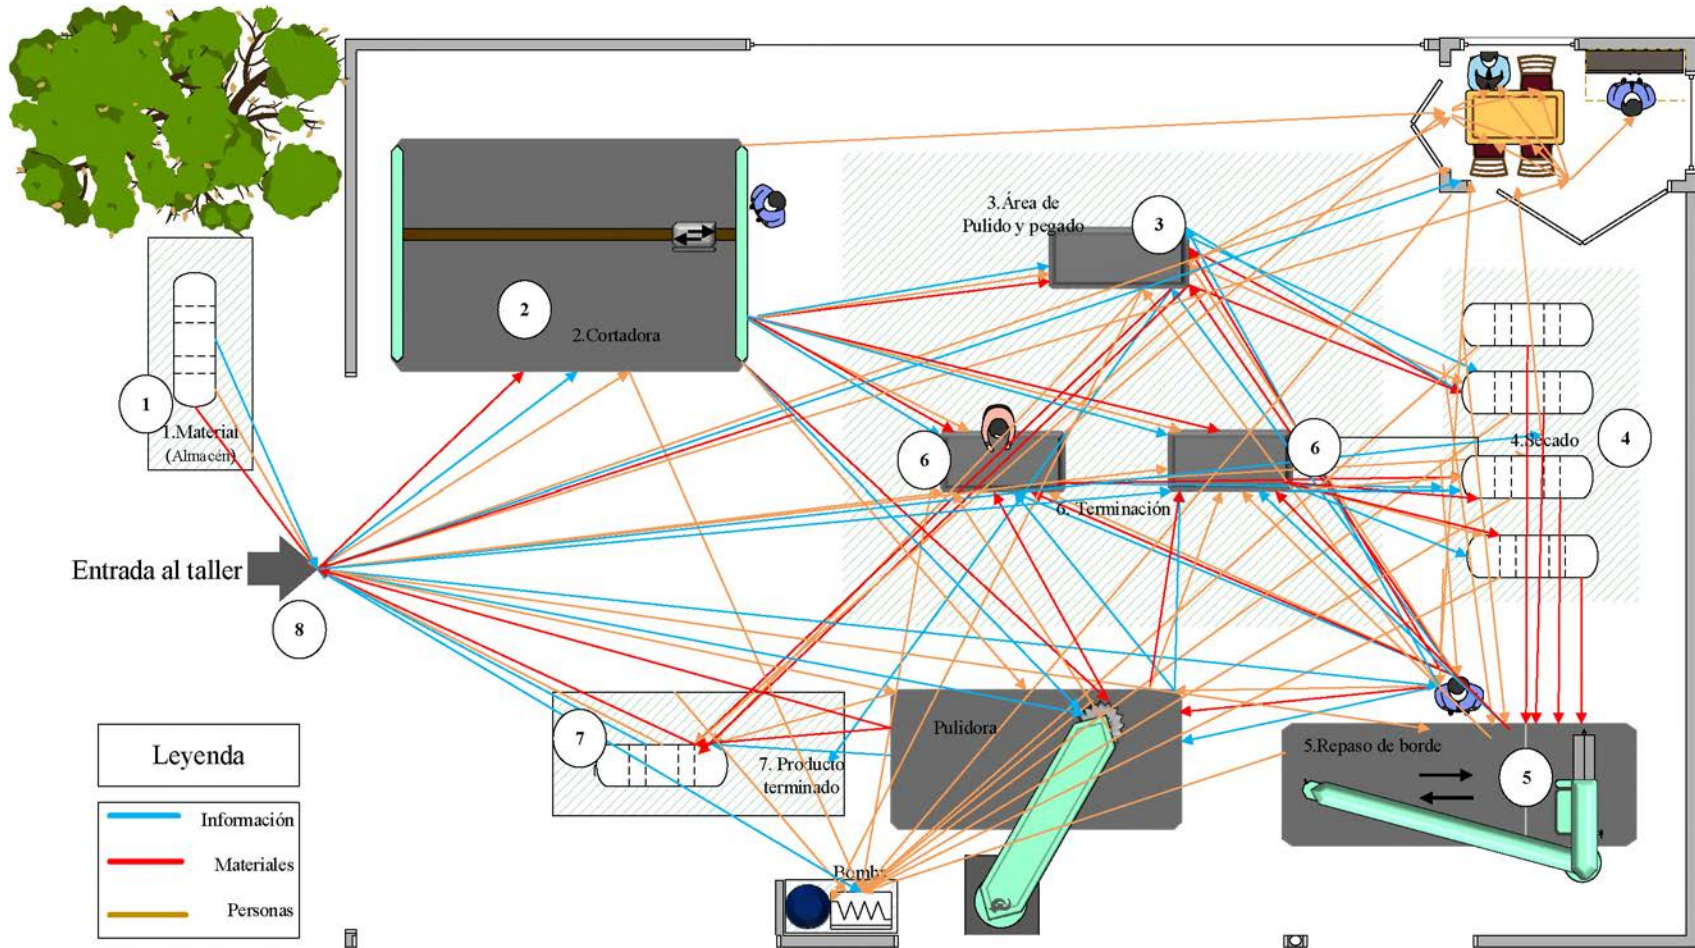 3.Área de
Pulido y pegado
3
2
2.Cortadora
1
1.Material
(Almacén)
6
6
4.Secado
4
6. Terminación
Entrada al taller
8
7
7. Producto
terminado
Pulidora
5.Repaso de borde
5
Bomba
Leyenda
Información
Materiales
Personas